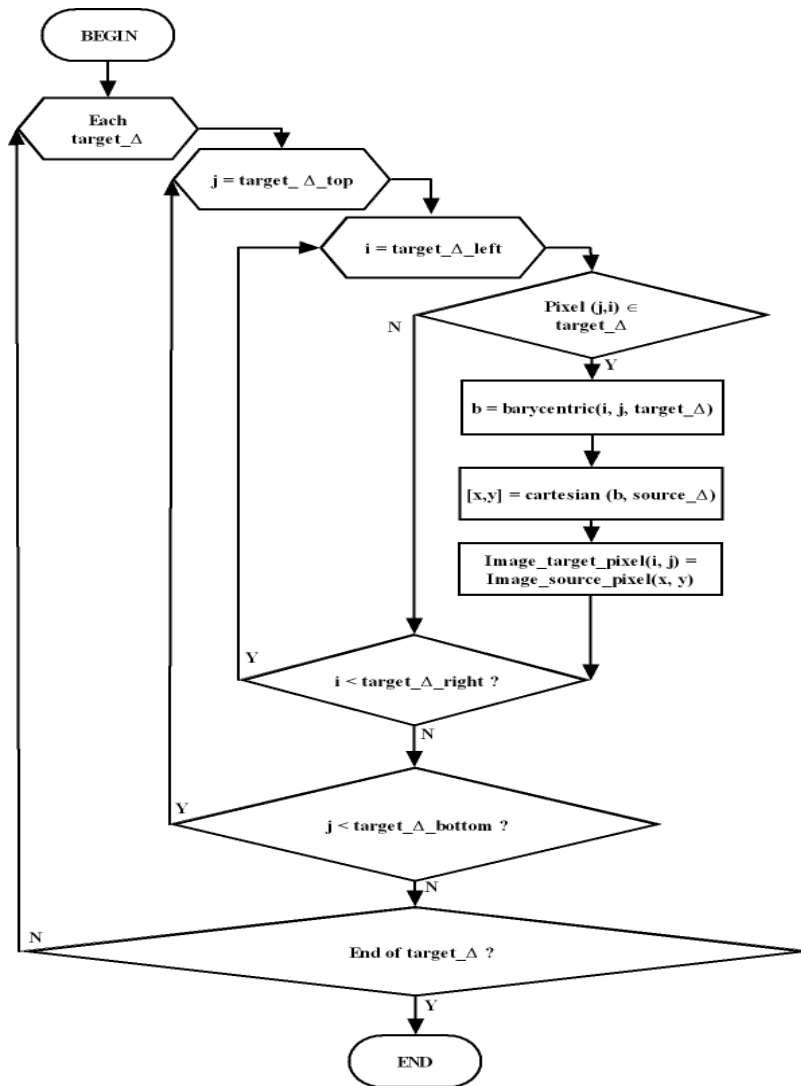 BEGIN
Each
target_Δ
j = target_ Δ_top
i = target_Δ_left
Pixel (j,i) ∈
target_Δ
N
Y
b = barycentric(i, j, target_Δ)
[x,y] = cartesian (b, source_Δ)
Image_target_pixel(i, j) =
Image_source_pixel(x, y)
Y
i < target_Δ_right ?
N
Y
j < target_Δ_bottom ?
N
N
End of target_Δ ?
Y
END